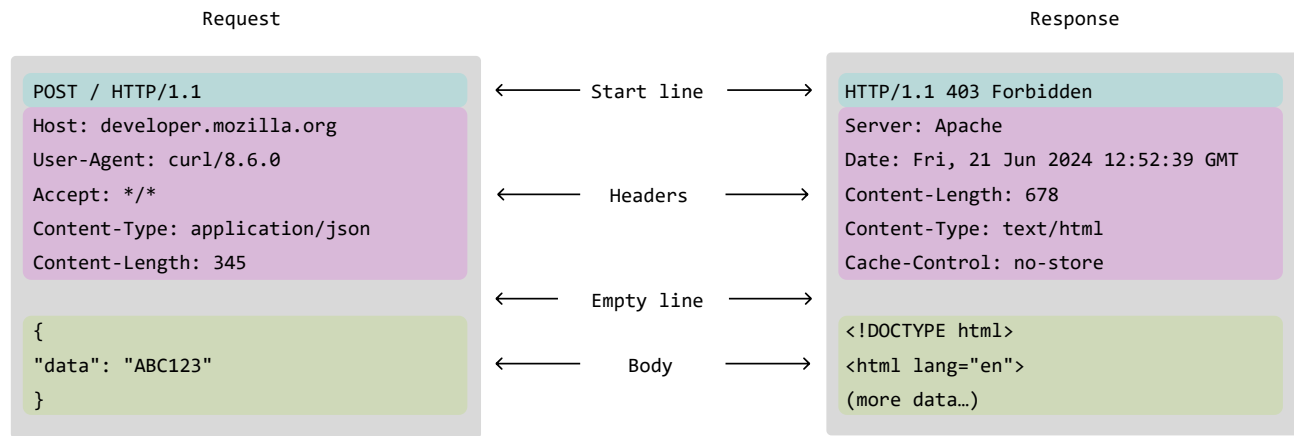 Request
POST / HTTP/1.1
Host: developer.mozilla.org
User-Agent: curl/8.6.0
Accept: */*
Content-Type: application/json
Content-Length: 345
{
"data": "ABC123"
}
Start line
Headers
Empty line
Body
Response
HTTP/1.1 403 Forbidden
Server: Apache
Date: Fri, 21 Jun 2024 12:52:39 GMT
Content-Length: 678
Content-Type: text/html
Cache-Control: no-store
<!DOCTYPE html>
<html lang="en">
(more data…)